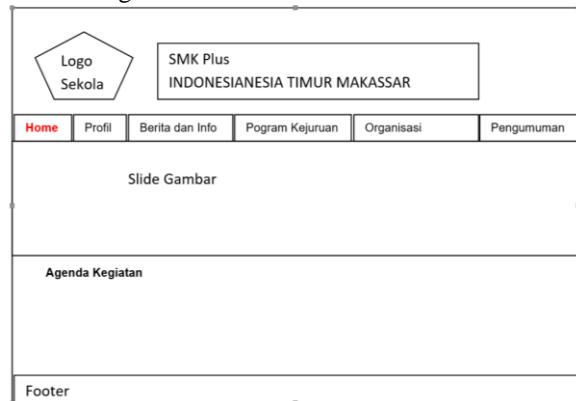 Logo
Sekola
SMK Plus
INDONESIANESIA TIMUR MAKASSAR
Home Profil Berita dan Info Pogram Kejuruan Organisasi Pengumuman
Slide Gambar
Agenda Kegiatan
Footer